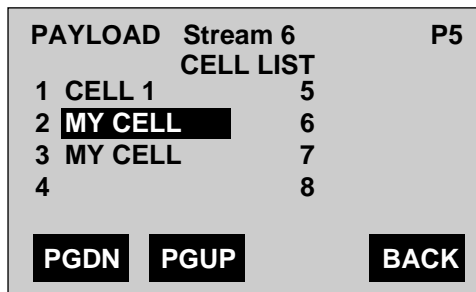 PAYLOAD Stream 6 P5
CELL LIST
1 CELL 1 5
2 MY CELL 6
3 MY CELL 7
4 8
PGDN PGUP BACK